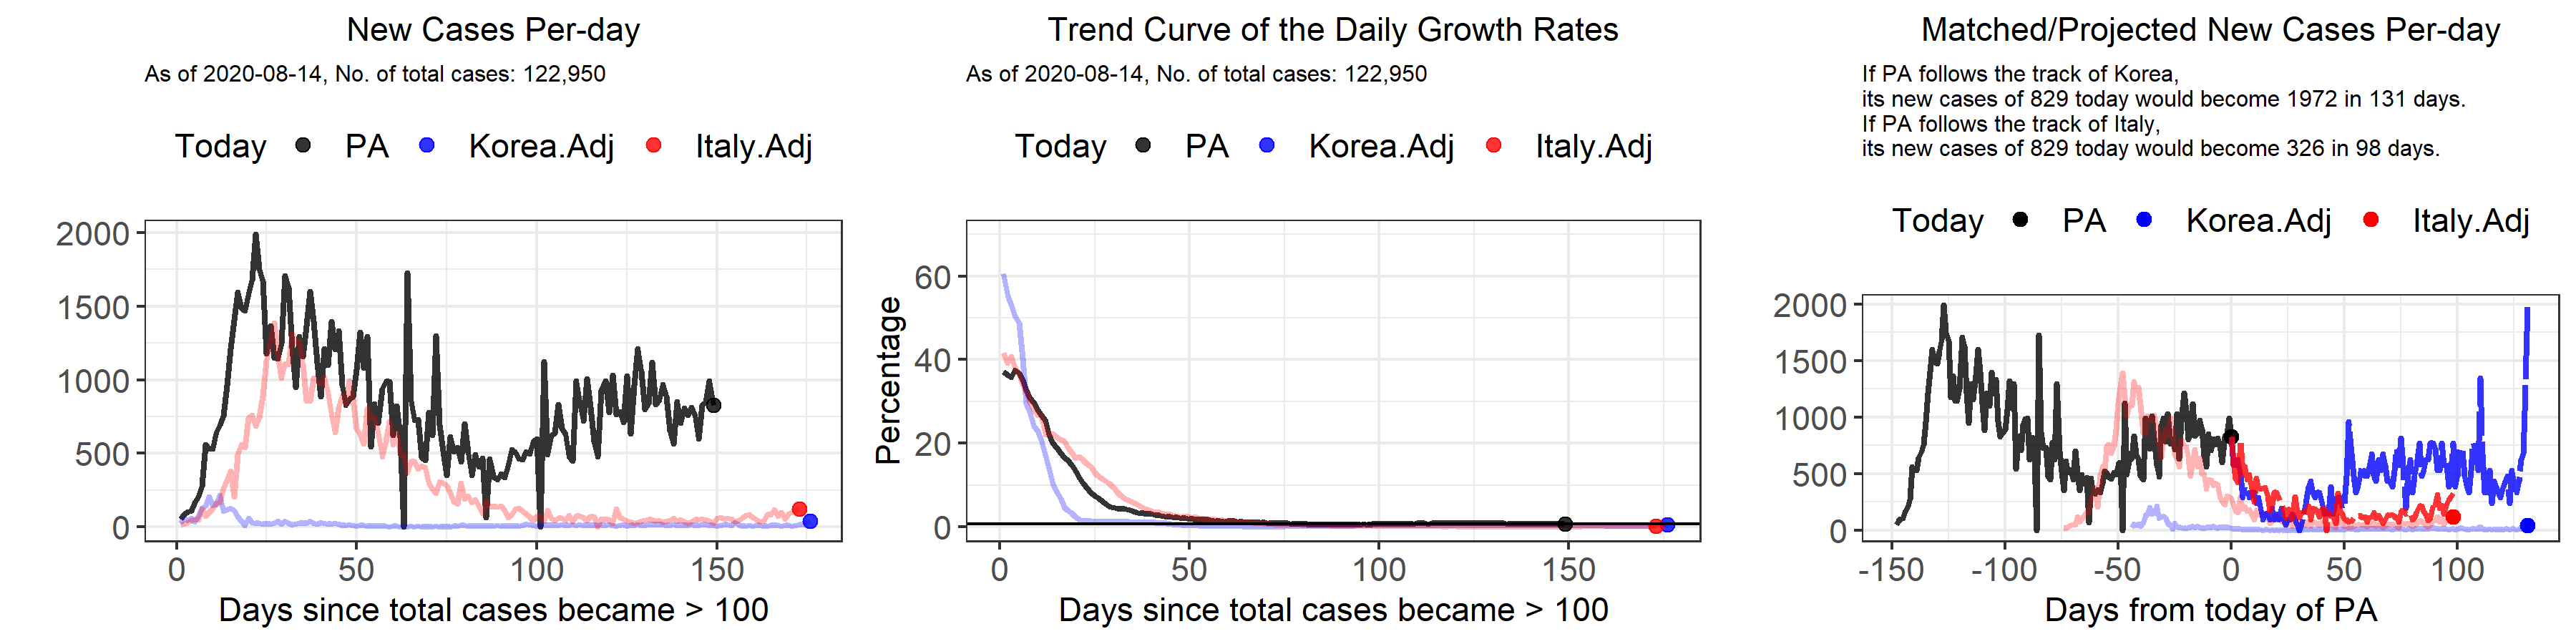 New Cases Per-day
As of 2020-08-14, No. of total cases: 122,950
Today PA Korea.Adj Italy.Adj
2000
1500
1000
500
0
0 50 100 150
Days since total cases became > 100
Trend Curve of the Daily Growth Rates
As of 2020-08-14, No. of total cases: 122,950
Today PA Korea.Adj Italy.Adj
Percentage
60
40
20
0
0 50 100 150
Days since total cases became > 100
Matched/Projected New Cases Per-day
If PA follows the track of Korea,
its new cases of 829 today would become 1972 in 131 days.
If PA follows the track of Italy,
its new cases of 829 today would become 326 in 98 days.
Today PA Korea.Adj Italy.Adj
2000
1500
1000
500
0
-150 -100 -50 0 50 100
Days from today of PA